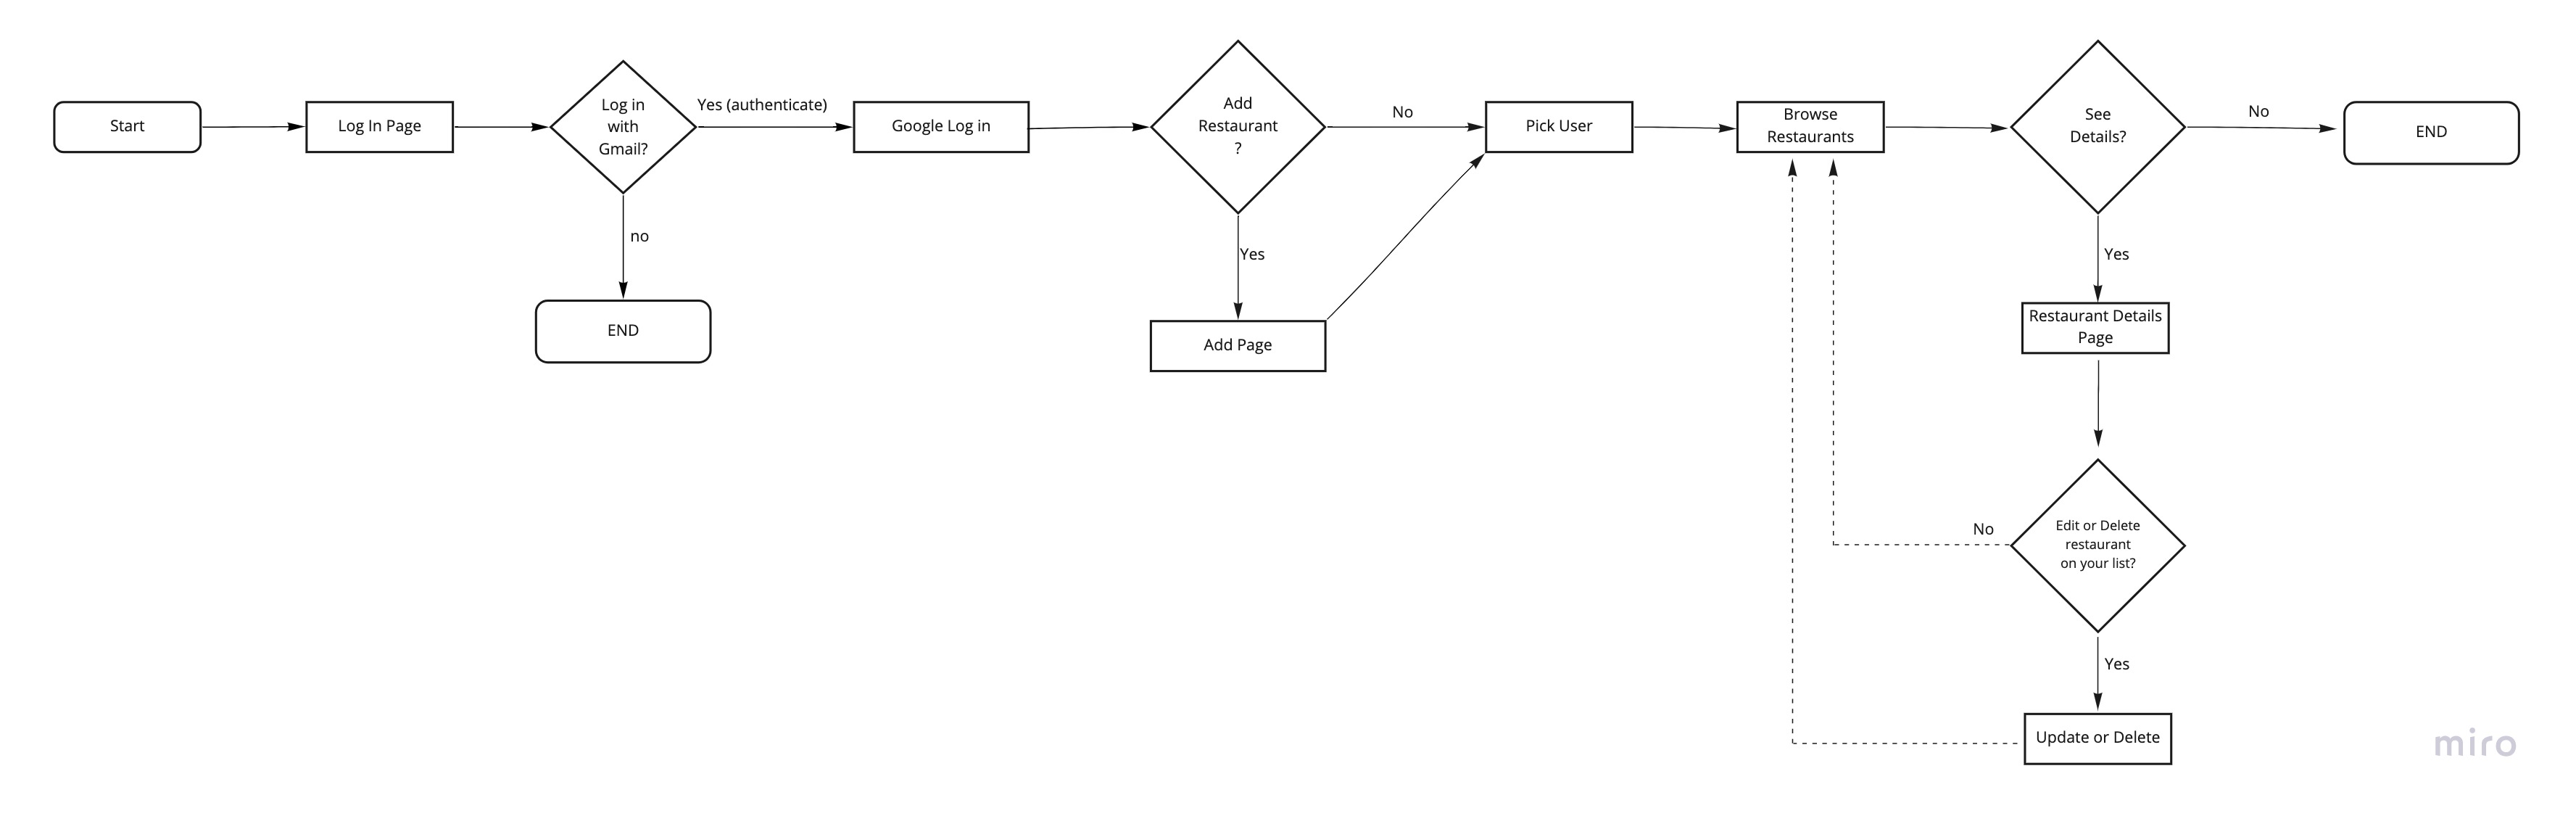 Start
Log In Page
Log in
with
Gmail?
Yes (authenticate)
no
END
Google Log in
Add
Restaurant
?
No
Yes
Add Page
Pick User
Browse
Restaurants
See
Details?
No
END
Yes
Restaurant Details
Page
Edit or Delete
restaurant
on your list?
No
Yes
Update or Delete
miro